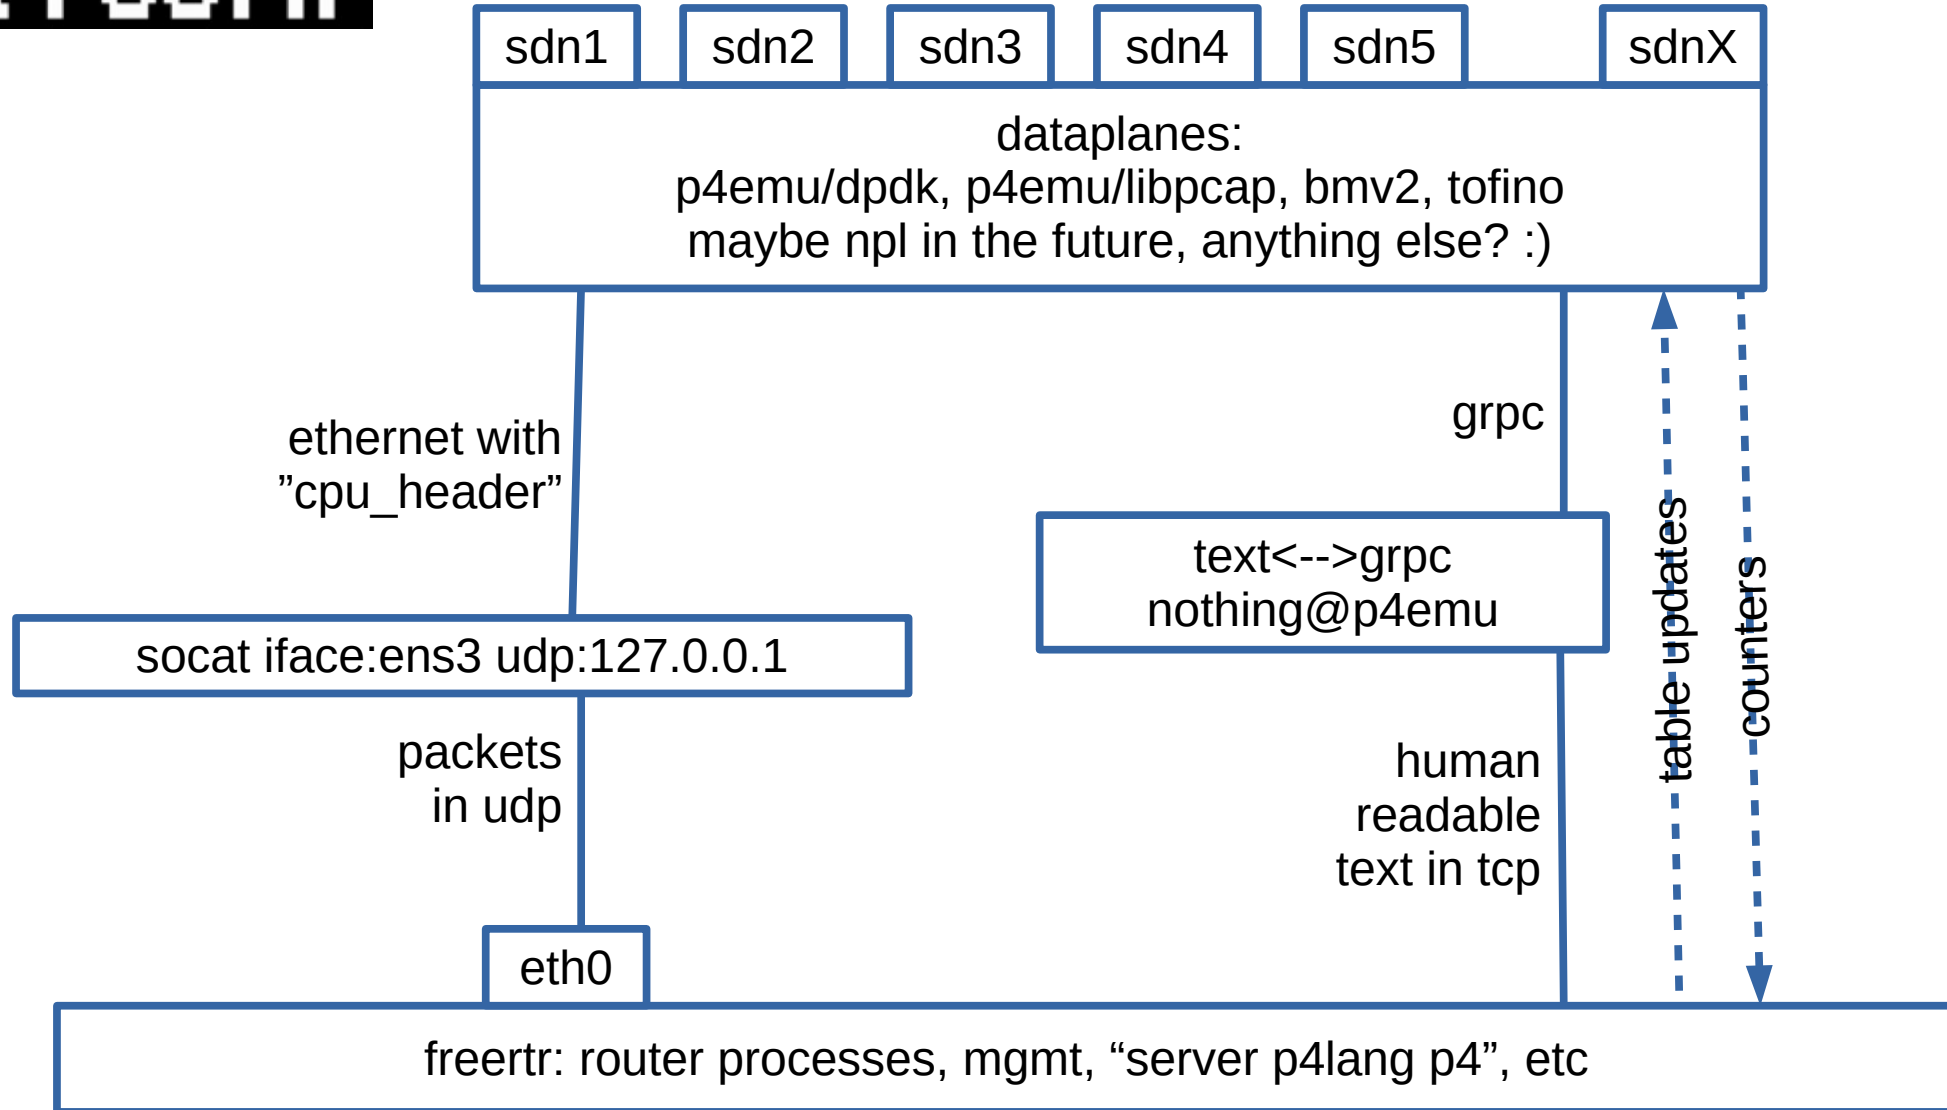 sdn1 sdn2 sdn3 sdn4 sdn5 sdnX
dataplanes:
p4emu/dpdk, p4emu/libpcap, bmv2, tofino
maybe npl in the future, anything else? :)
ethernet with
”cpu_header”
grpc
text<-->grpc
nothing@p4emu
table updates
counters
socat iface:ens3 udp:127.0.0.1
packets
in udp
human
readable
text in tcp
eth0
freertr: router processes, mgmt, “server p4lang p4”, etc